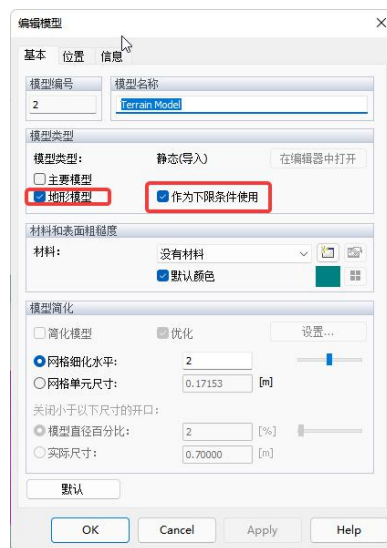 编辑模型
基本 位置 信息
模型编号 模型名称
2 Terrain Model
模型类型
模型类型: 静态(导入) 在编辑器中打开
主要模型
地形模型 作为下限条件使用
材料和表面粗糙度
材料: 没有材料
默认颜色
模型简化
简化模型 优化 设置...
网格细化水平: 2
网格单元尺寸: 0.17153 [m]
关闭小于以下尺寸的开口:
模型直径百分比: 2 [%]
实际尺寸: 0.70000 [m]
默认
OK Cancel Apply Help